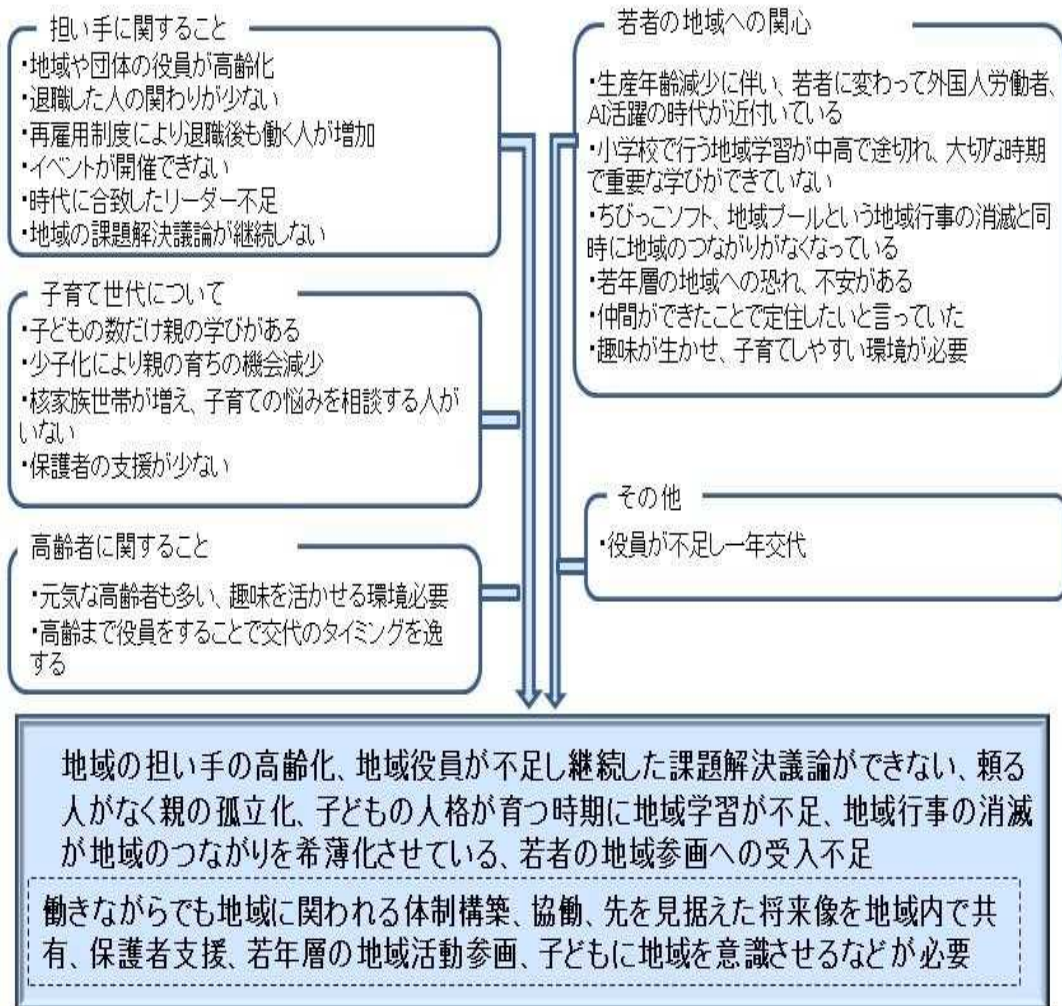 担い手に関すること
・地域や団体の役員が高齢化
・退職した人の関わりが少ない
・再雇用制度により退職後も働く人が増加
・イベントが開催できない
・時代に合致したリーダー不足
・地域の課題解決議論が継続しない
子育て世代について
・子どもの数だけ親の学びがある
・少子化により親の育ちの機会減少
・核家族世帯が増え、子育ての悩みを相談する人が
いない
・保護者の支援が少ない
高齢者に関すること
・元気な高齢者も多い、趣味を活かせる環境必要
・高齢まで役員をすることで交代のタイミングを逸
する
若者の地域への関心
・生産年齢減少に伴い、若者に変わって外国人労働者、
AI活躍の時代が近付いている
・小学校で行う地域学習が中高で途切れ、大切な時期
で重要な学びができていない
・ちびっこソフト、地域プールという地域行事の消滅と同
時に地域のつながりがなくなっている
・若年層の地域への恐れ、不安がある
・仲間ができたことで定住したいと言っていた
・趣味が生かせ、子育てしやすい環境が必要
その他
・役員が不足し一年交代
地域の担い手の高齢化、地域役員が不足し継続した課題解決議論ができない、頼る
人がなく親の孤立化、子どもの人格が育つ時期に地域学習が不足、地域行事の消滅
が地域のつながりを希薄化させている、若者の地域参画への受入不足
働きながらでも地域に関われる体制構築、協働、先を見据えた将来像を地域内で共
有、保護者支援、若年層の地域活動参画、子どもに地域を意識させるなどが必要